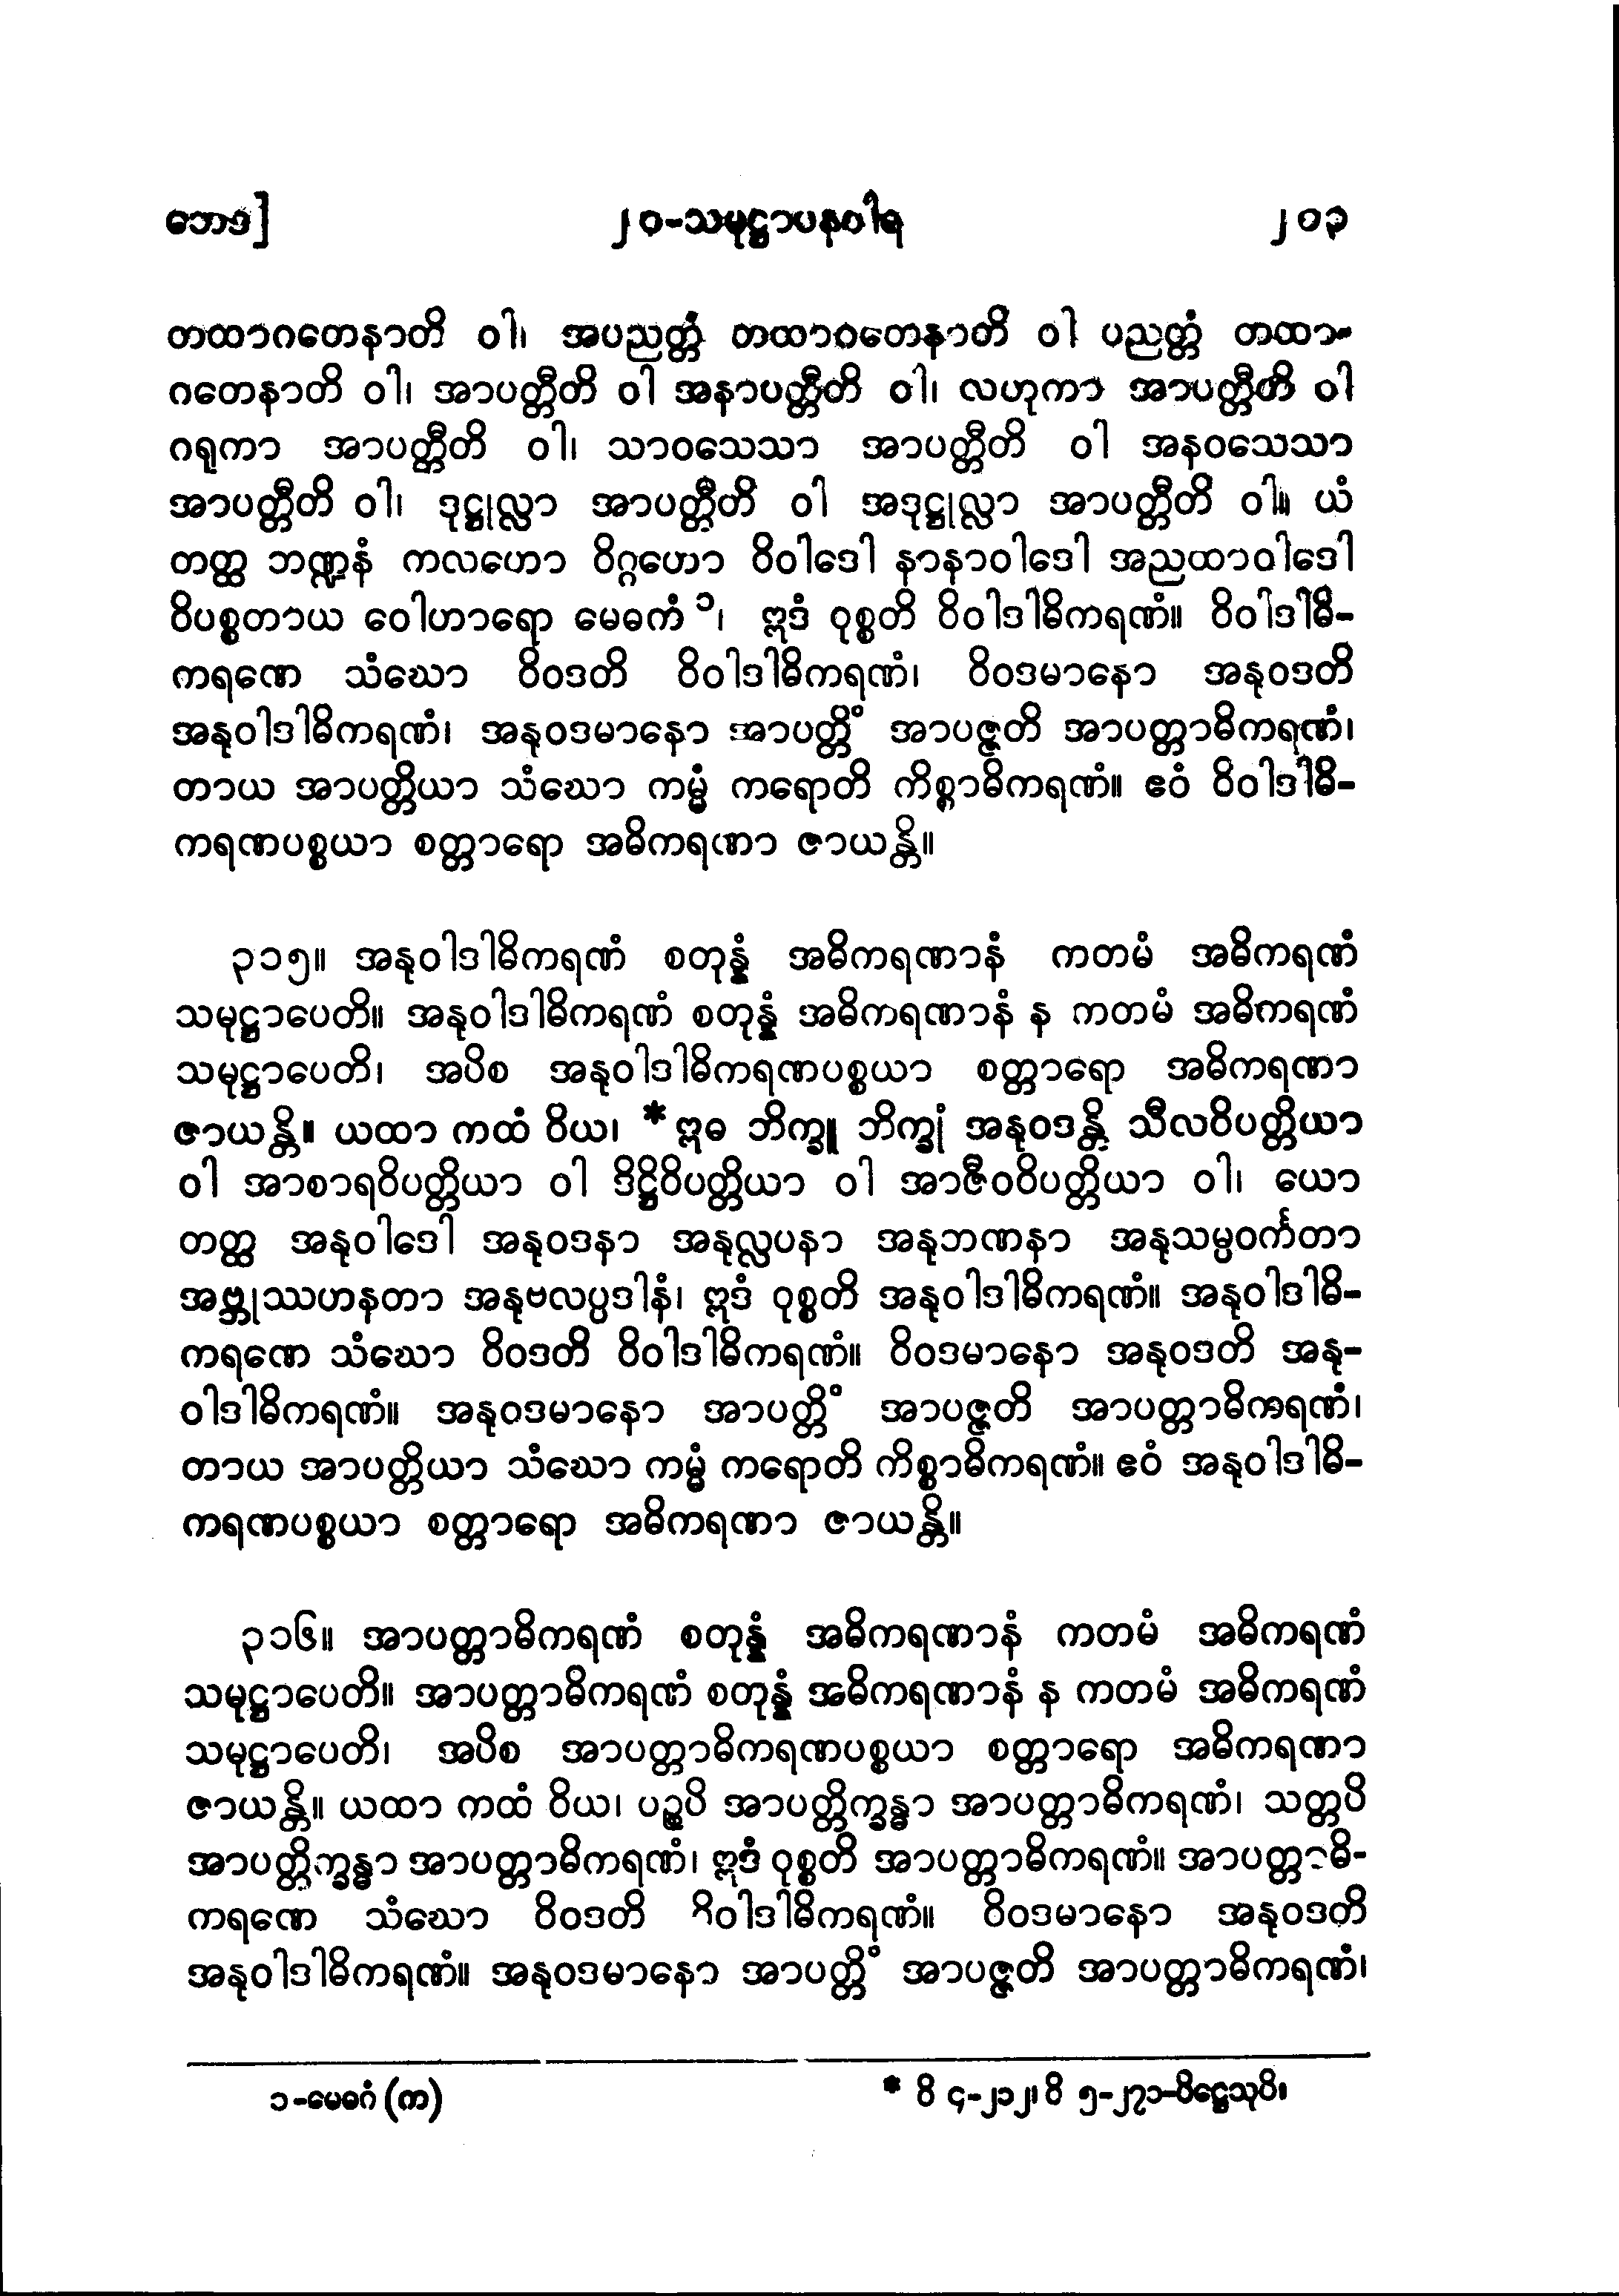 ဘေဒ]
၂၀-သမုဋ္ဌာပနဝါရ
၂၀၃
တထာဂတေနာတိ ဝါ၊ အပညတ္တံ တထာဂတေနာတိ ဝါ ပညတ္တံ တထာ-
ဂတေနာတိ ဝါ၊ အာပတ္တီတိ ဝါ အနာပတ္တီတိ ဝါ၊ လဟုကာ အာပတ္တီတိ ဝါ
ဂရုကာ အာပတ္တီတိ ဝါ၊ သာဝသေသာ အာပတ္တီတိ ဝါ အနဝသေသာ
အာပတ္တီတိ ဝါ၊ ဒုဋ္ဌုလ္လာ အာပတ္တီတိ ဝါ အဒုဋ္ဌုလ္လာ အာပတ္တီတိ ဝါ။ ယံ
တတ္ထ ဘဏ္ဍနံ ကလဟော ဝိဂ္ဂဟော ဝိဝါဒေါ နာနာဝါဒေါ အညထာဝါဒေါ
ဝိပစ္စတာယ ဝေါဟာရော မေဓကံ ၁၊ ဣဒံ ဝုစ္စတိ ဝိဝါဒါဓိကရဏံ။ ဝိဝါဒါဓိ-
ကရဏေ သံဃော ဝိဝဒတိ ဝိဝါဒါဓိကရဏံ၊ ဝိဝဒမာနော အနုဝဒတိ
အနုဝါဒါဓိကရဏံ၊ အနုဝဒမာနော အာပတ္တိံ အာပဇ္ဇတိ အာပတ္တာဓိကရဏံ၊
တာယ အာပတ္တိယာ သံဃော ကမ္မံ ကရောတိ ကိစ္စာဓိကရဏံ။ ဧဝံ ဝိဝါဒါဓိ-
ကရဏပစ္စယာ စတ္တာရော အဓိကရဏာ ဇာယန္တိ။
၃၁၅။ အနုဝါဒါဓိကရဏံ စတုန္နံ အဓိကရဏာနံ ကတမံ အဓိကရဏံ
သမုဋ္ဌာပေတိ။ အနုဝါဒါဓိကရဏံ စတုန္နံ အဓိကရဏာနံ န ကတမံ အဓိကရဏံ
သမုဋ္ဌာပေတိ၊ အပိစ အနုဝါဒါဓိကရဏပစ္စယာ စတ္တာရော အဓိကရဏာ
ဇာယန္တိ။ ယထာ ကထံ ဝိယ၊ *ဣဓ ဘိက္ခူ ဘိက္ခုံ အနုဝဒန္တိ သီလဝိပတ္တိယာ
ဝါ အာစာရဝိပတ္တိယာ ဝါ ဒိဋ္ဌိဝိပတ္တိယာ ဝါ အာဇီဝဝိပတ္တိယာ ဝါ၊ ယော
တတ္ထ အနုဝါဒေါ အနုဝဒနာ အနုလ္လပနာ အနုဘဏနာ အနုသမ္ပဝင်္ကတာ
အဗ္ဘုဿဟနတာ အနုဗလပ္ပဒါနံ၊ ဣဒံ ဝုစ္စတိ အနုဝါဒါဓိကရဏံ။ အနုဝါဒါဓိ-
ကရဏေ သံဃော ဝိဝဒတိ ဝိဝါဒါဓိကရဏံ။ ဝိဝဒမာနော အနုဝဒတိ အနု-
ဝါဒါဓိကရဏံ။ အနုဝဒမာနော အာပတ္တိံ အာပဇ္ဇတိ အာပတ္တာဓိကရဏံ၊
တာယ အာပတ္တိယာ သံဃော ကမ္မံ ကရောတိ ကိစ္စာဓိကရဏံ။ ဧဝံ အနုဝါဒါဓိ-
ကရဏပစ္စယာ စတ္တာရော အဓိကရဏာ ဇာယန္တိ။
၃၁၆။ အာပတ္တာဓိကရဏံ စတုန္နံ အဓိကရဏာနံ ကတမံ အဓိကရဏံ
သမုဋ္ဌာပေတိ။ အာပတ္တာဓိကရဏံ စတုန္နံ အဓိကရဏာနံ န ကတမံ အဓိကရဏံ
သမုဋ္ဌာပေတိ၊ အပိစ အာပတ္တာဓိကရဏပစ္စယာ စတ္တာရော အဓိကရဏာ
ဇာယန္တိ။ ယထာ ကထံ ဝိယ၊ ပဉ္စပိ အာပတ္တိက္ခန္ဓာ အာပတ္တာဓိကရဏံ၊ သတ္တပိ
အာပတ္တိက္ခန္ဓာ အာပတ္တာဓိကရဏံ၊ ဣဒံ ဝုစ္စတိ အာပတ္တာဓိကရဏံ။ အာပတ္တာဓိ-
ကရဏေ သံဃော ဝိဝဒတိ ဝိဝါဒါဓိကရဏံ။ ဝိဝဒမာနော အနုဝဒတိ
အနုဝါဒါဓိကရဏံ။ အနုဝဒမာနော အာပတ္တိံ အာပဇ္ဇတိ အာပတ္တာဓိကရဏံ၊
၁-မေဓဂံ (က)
* ဝိ ၄-၂၁၂၊ ဝိ ၅-၂၇၁-ပိဋ္ဌေသုပိ။